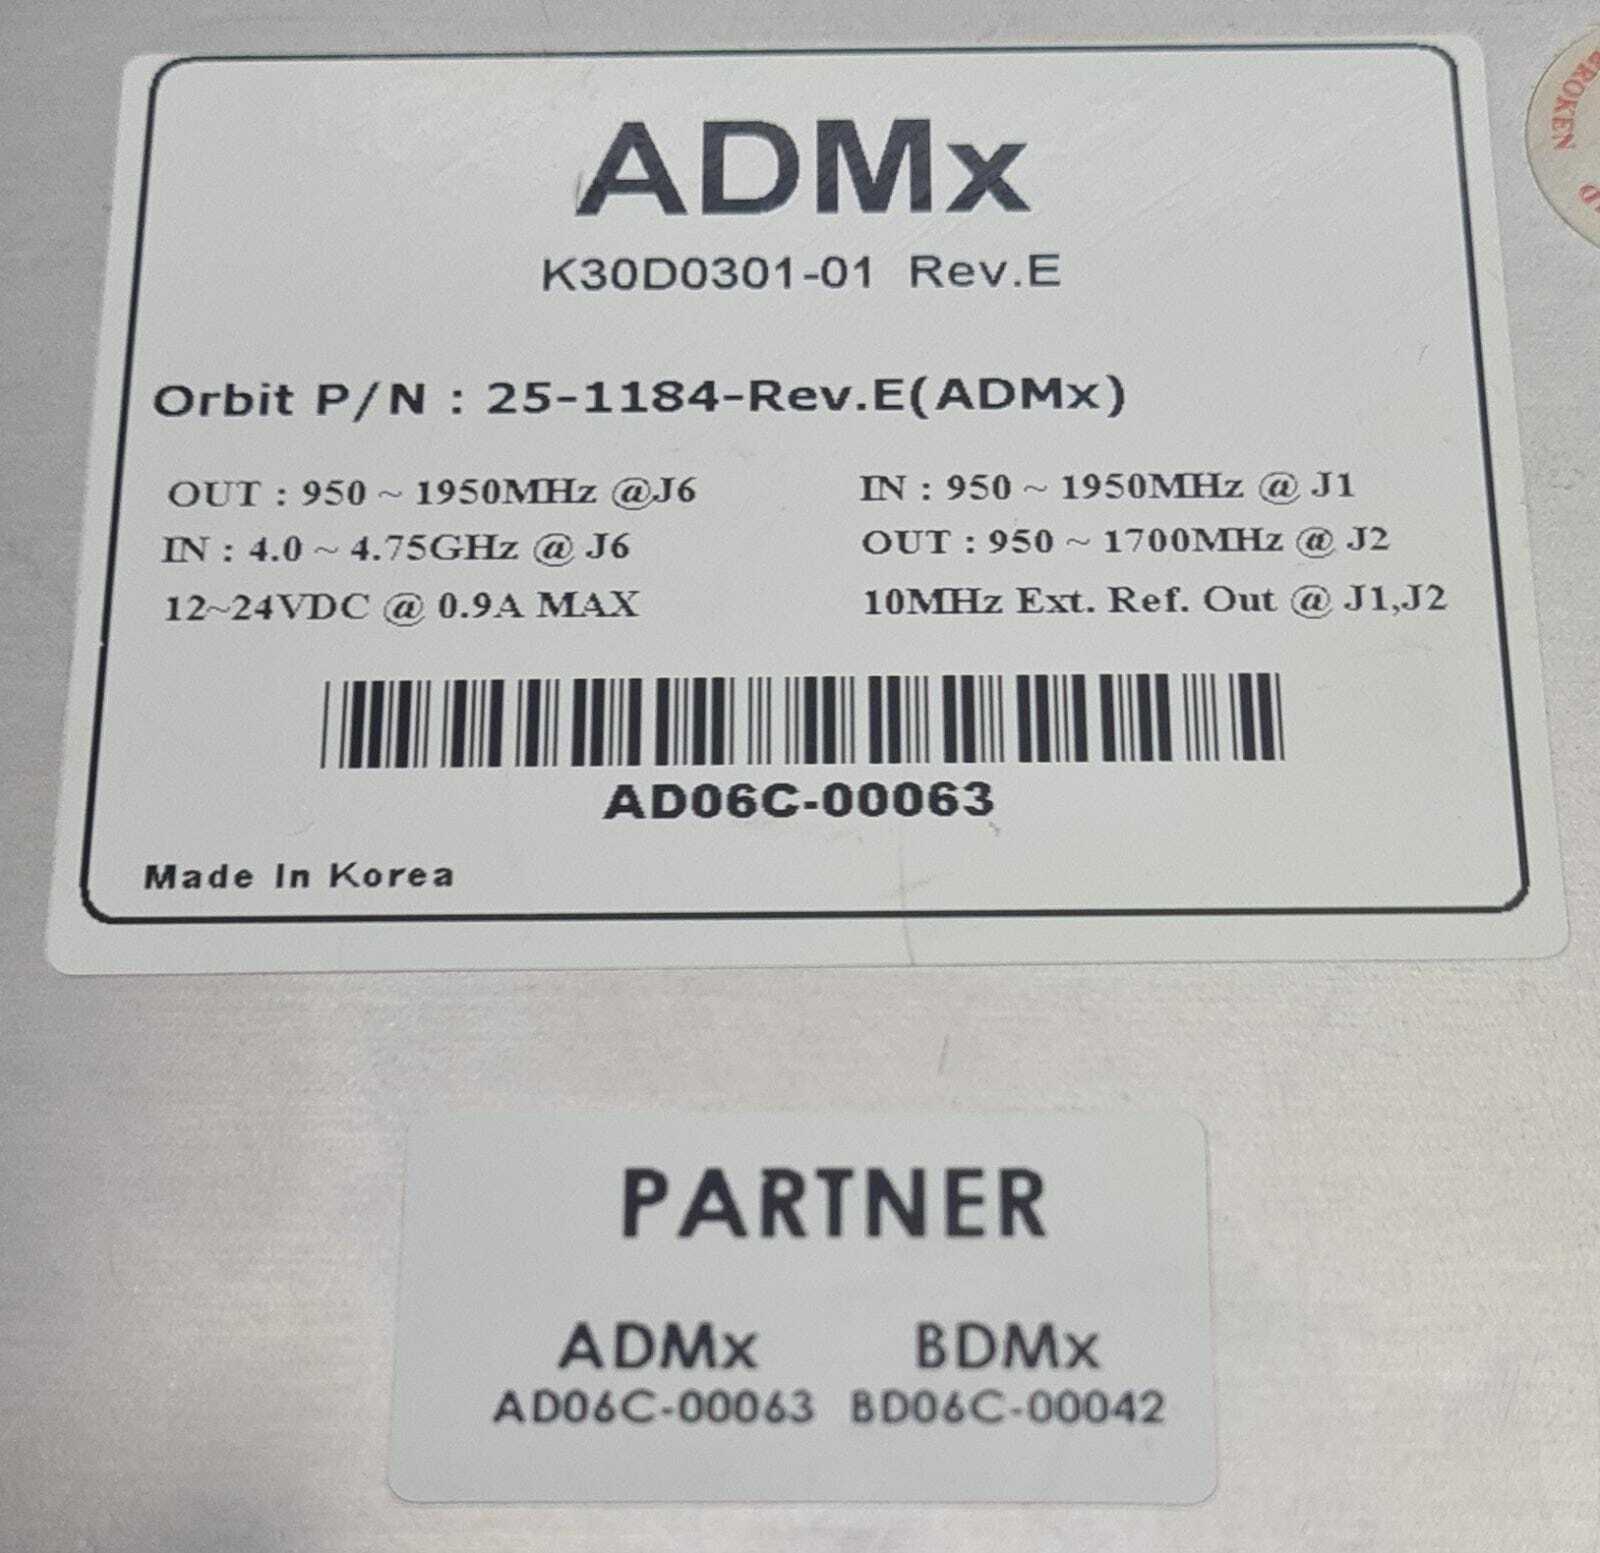 ADMx
K30D0301-01 Rev.E
Orbit P/N : 25-1184-Rev.E(ADMx)
OUT : 950 ~ 1950MHz @J6
IN : 4.0 ~ 4.75GHz @ J6
12~24VDC @ 0.9A MAX
IN : 950 ~ 1950MHz @ J1
OUT : 950 ~ 1700MHz @ J2
10MHz Ext. Ref. Out @ J1,J2
AD06C-00063
Made In Korea
PARTNER
ADMx BDMx
AD06C-00063 BD06C-00042